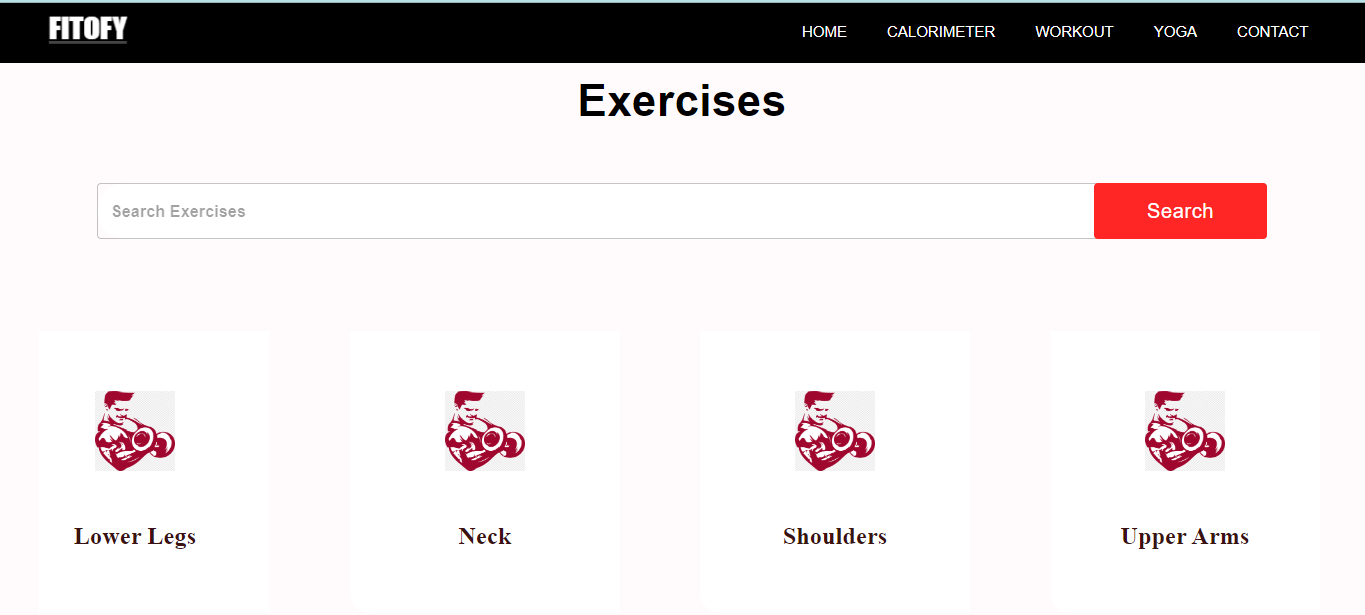 FITOFY
HOME CALORIMETER WORKOUT YOGA CONTACT
Exercises
Search Exercises
Search
Lower Legs
Neck
Shoulders
Upper Arms